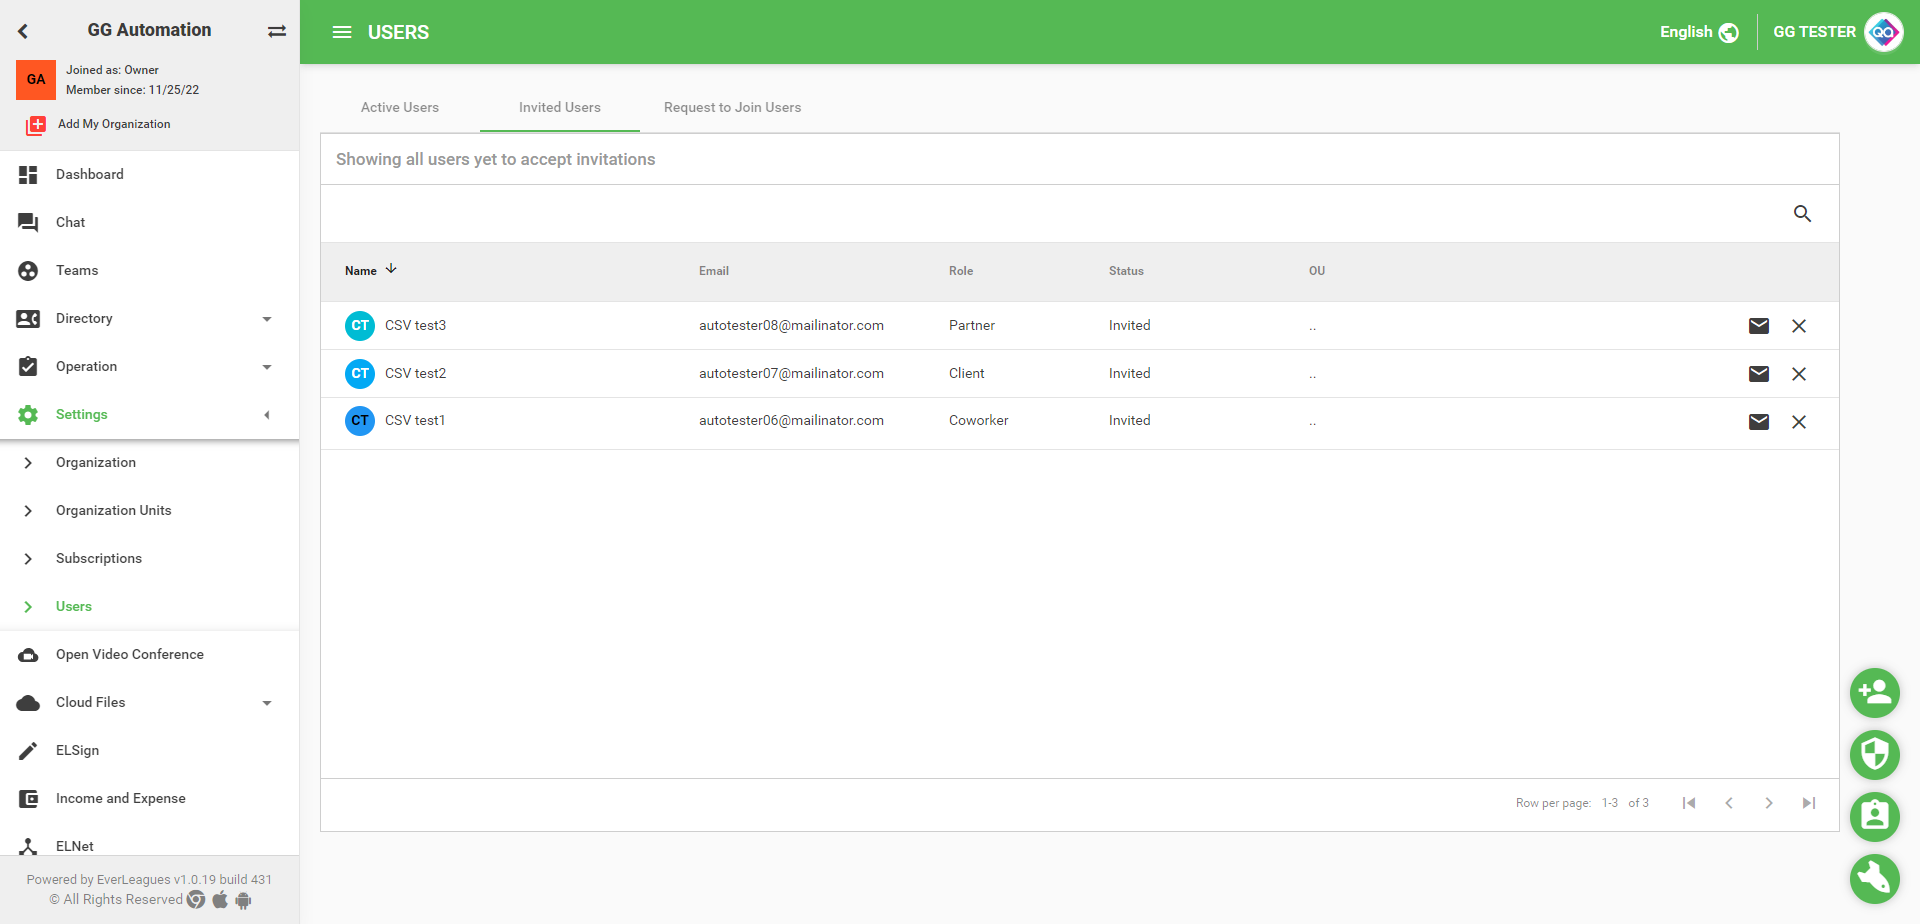 GG Automation
GA
Joined as: Owner
Member since: 11/25/22
Add My Organization
Dashboard
Chat
Teams
Directory
Operation
Settings
Organization
Organization Units
Subscriptions
Users
Open Video Conference
Cloud Files
ELSign
Income and Expense
ELNet
Powered by EverLeagues v1.0.19 build 431
© All Rights Reserved
USERS
English
GG TESTER
QA
Active Users Invited Users Request to Join Users
Showing all users yet to accept invitations
Name Email Role Status OU
CT CSV test3 autotester08@mailinator.com Partner Invited ..
CT CSV test2 autotester07@mailinator.com Client Invited ..
CT CSV test1 autotester06@mailinator.com Coworker Invited ..
Row per page: 1-3 of 3